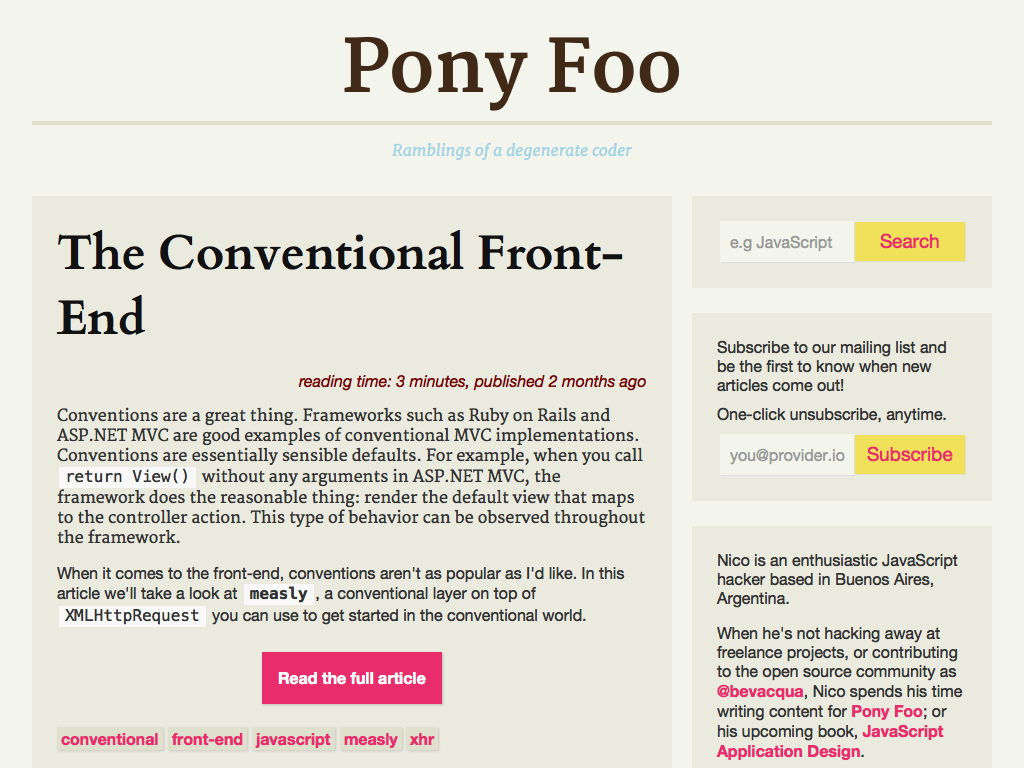 Pony Foo
Ramblings of a degenerate coder
The Conventional Front-
End
reading time: 3 minutes, published 2 months ago
Conventions are a great thing. Frameworks such as Ruby on Rails and
ASP.NET MVC are good examples of conventional MVC implementations.
Conventions are essentially sensible defaults. For example, when you call
return View() without any arguments in ASP.NET MVC, the
framework does the reasonable thing: render the default view that maps
to the controller action. This type of behavior can be observed throughout
the framework.
When it comes to the front-end, conventions aren't as popular as I'd like. In this
article we'll take a look at measly, a conventional layer on top of
XMLHttpRequest you can use to get started in the conventional world.
Read the full article
conventional front-end javascript measly xhr
e.g JavaScript Search
Subscribe to our mailing list and
be the first to know when new
articles come out!
One-click unsubscribe, anytime.
you@provider.io Subscribe
Nico is an enthusiastic JavaScript
hacker based in Buenos Aires,
Argentina.
When he's not hacking away at
freelance projects, or contributing
to the open source community as
@bevacqua, Nico spends his time
writing content for Pony Foo; or
his upcoming book, JavaScript
Application Design.